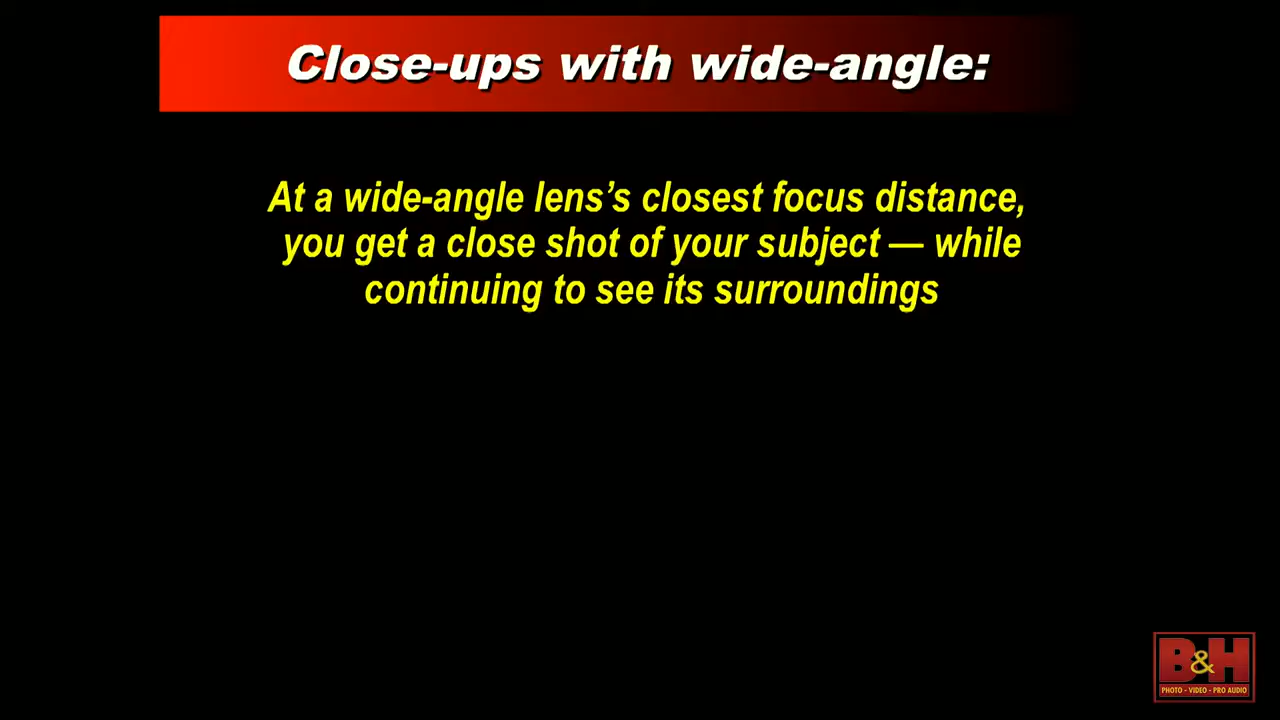 Close-ups with wide-angle:
At a wide-angle lens’s closest focus distance,
you get a close shot of your subject — while
continuing to see its surroundings
B&H
PHOTO - VIDEO - PRO AUDIO